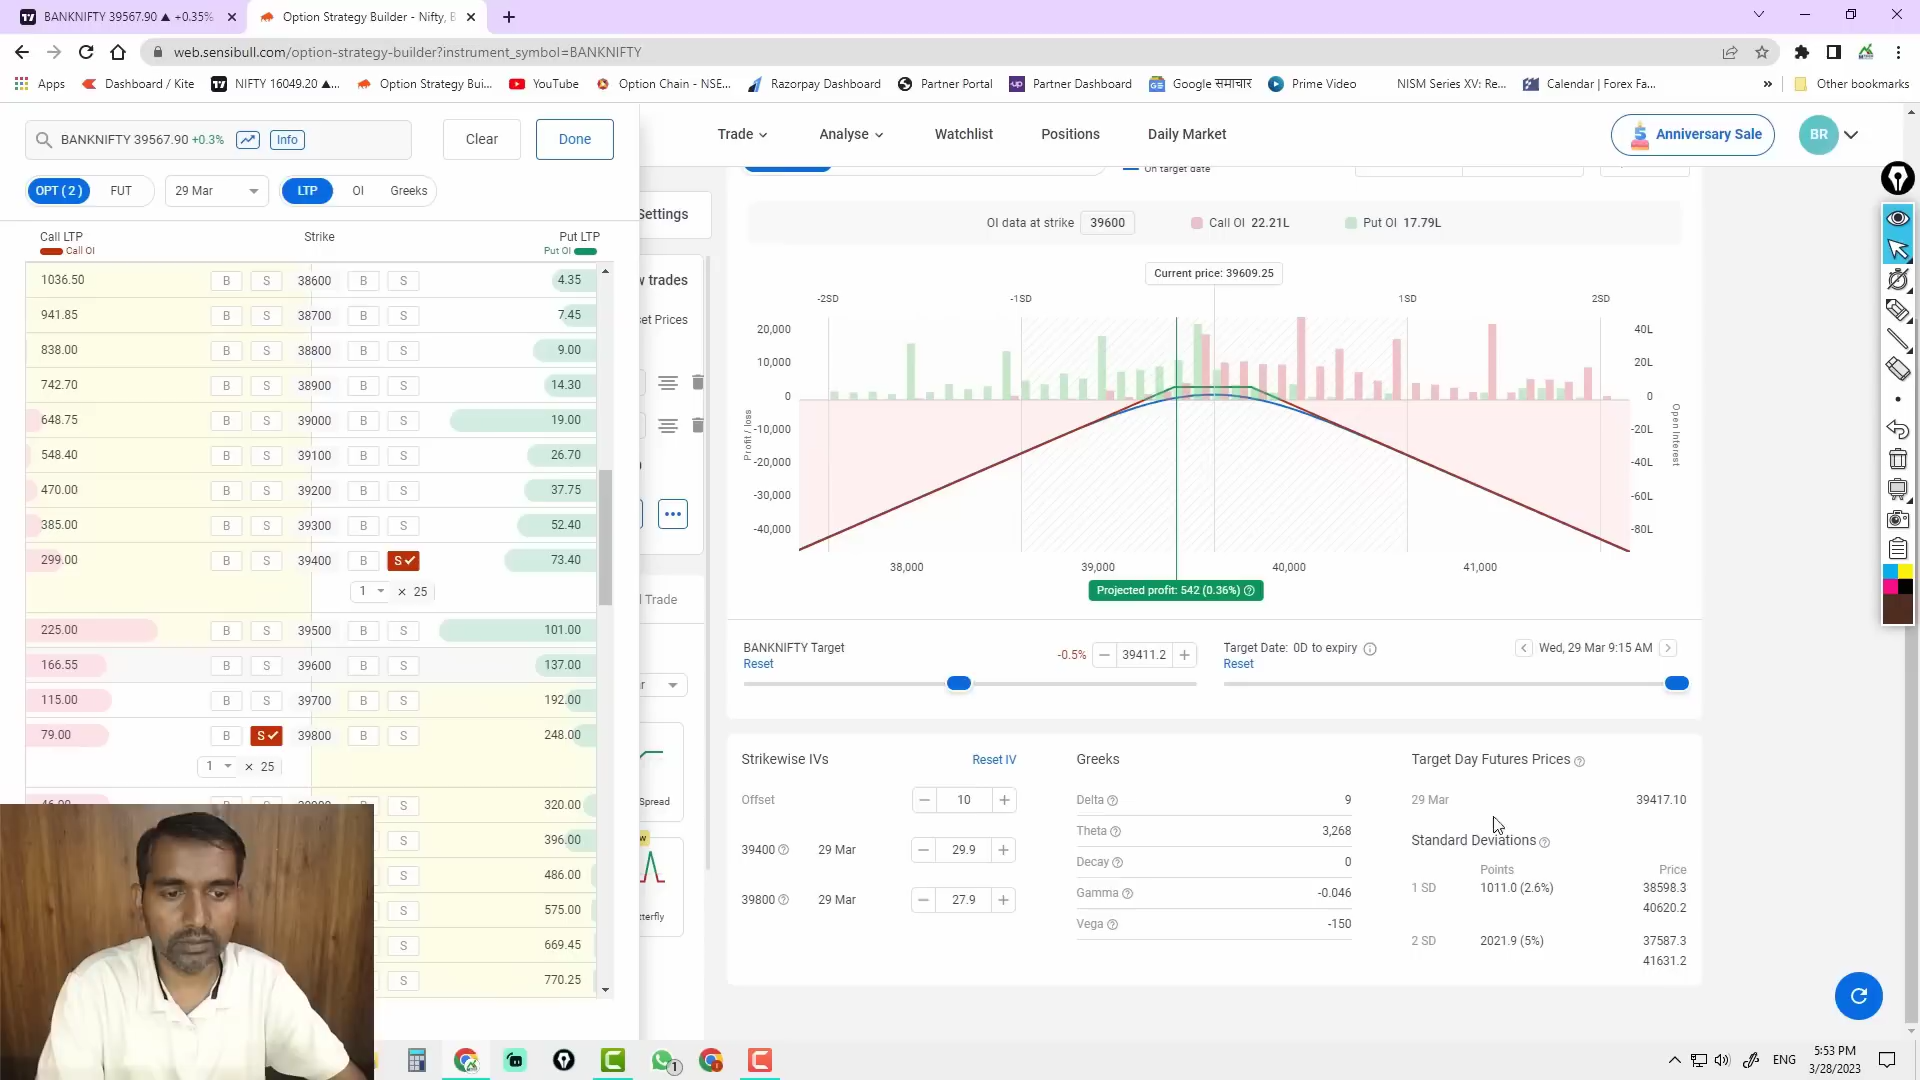 BANKNIFTY 39567.90 ▲ +0.35%
Option Strategy Builder - Nifty, B
web.sensibull.com/option-strategy-builder?instrument_symbol=BANKNIFTY
Apps
Dashboard / Kite
NIFTY 16049.20 ▲...
Option Strategy Bui...
YouTube
Option Chain - NSE...
Razorpay Dashboard
Partner Portal
Partner Dashboard
Google समाचार
Prime Video
NISM Series XV: Re...
Calendar | Forex Fa...
»
Other bookmarks
BANKNIFTY 39567.90 +0.3% Info
Clear
Done
Trade
Analyse
Watchlist
Positions
Daily Market
Anniversary Sale
BR
OPT ( 2 ) FUT
29 Mar
LTP OI Greeks
Call LTP Strike Put LTP
Call OI Put OI
1036.50 B S 38600 B S 4.35
941.85 B S 38700 B S 7.45
838.00 B S 38800 B S 9.00
742.70 B S 38900 B S 14.30
648.75 B S 39000 B S 19.00
548.40 B S 39100 B S 26.70
470.00 B S 39200 B S 37.75
385.00 B S 39300 B S 52.40
299.00 B S 39400 B S 73.40
1 × 25
225.00 B S 39500 B S 101.00
166.55 B S 39600 B S 137.00
115.00 B S 39700 B S 192.00
79.00 B S 39800 B S 248.00
1 × 25
320.00
S 396.00
S 486.00
S 575.00
S 669.45
S 770.25
Settings
w trades
set Prices
Trade
Spread
tterfly
On target date
OI data at strike 39600 Call OI 22.21L Put OI 17.79L
Current price: 39609.25
-2SD -1SD 1SD 2SD
20,000 40L
10,000 20L
0 0
-10,000 -20L
-20,000 -40L
-30,000 -60L
-40,000 -80L
Profit / loss
Open Interest
38,000 39,000 40,000 41,000
Projected profit: 542 (0.36%)
BANKNIFTY Target
Reset
-0.5% − 39411.2 +
Target Date: 0D to expiry
Reset
Wed, 29 Mar 9:15 AM
Strikewise IVs Reset IV
Offset − 10 +
39400 29 Mar − 29.9 +
39800 29 Mar − 27.9 +
Greeks
Delta 9
Theta 3,268
Decay 0
Gamma -0.046
Vega -150
Target Day Futures Prices
29 Mar 39417.10
Standard Deviations
Points Price
1 SD 1011.0 (2.6%) 38598.3
40620.2
2 SD 2021.9 (5%) 37587.3
41631.2
1
ENG
5:53 PM
3/28/2023